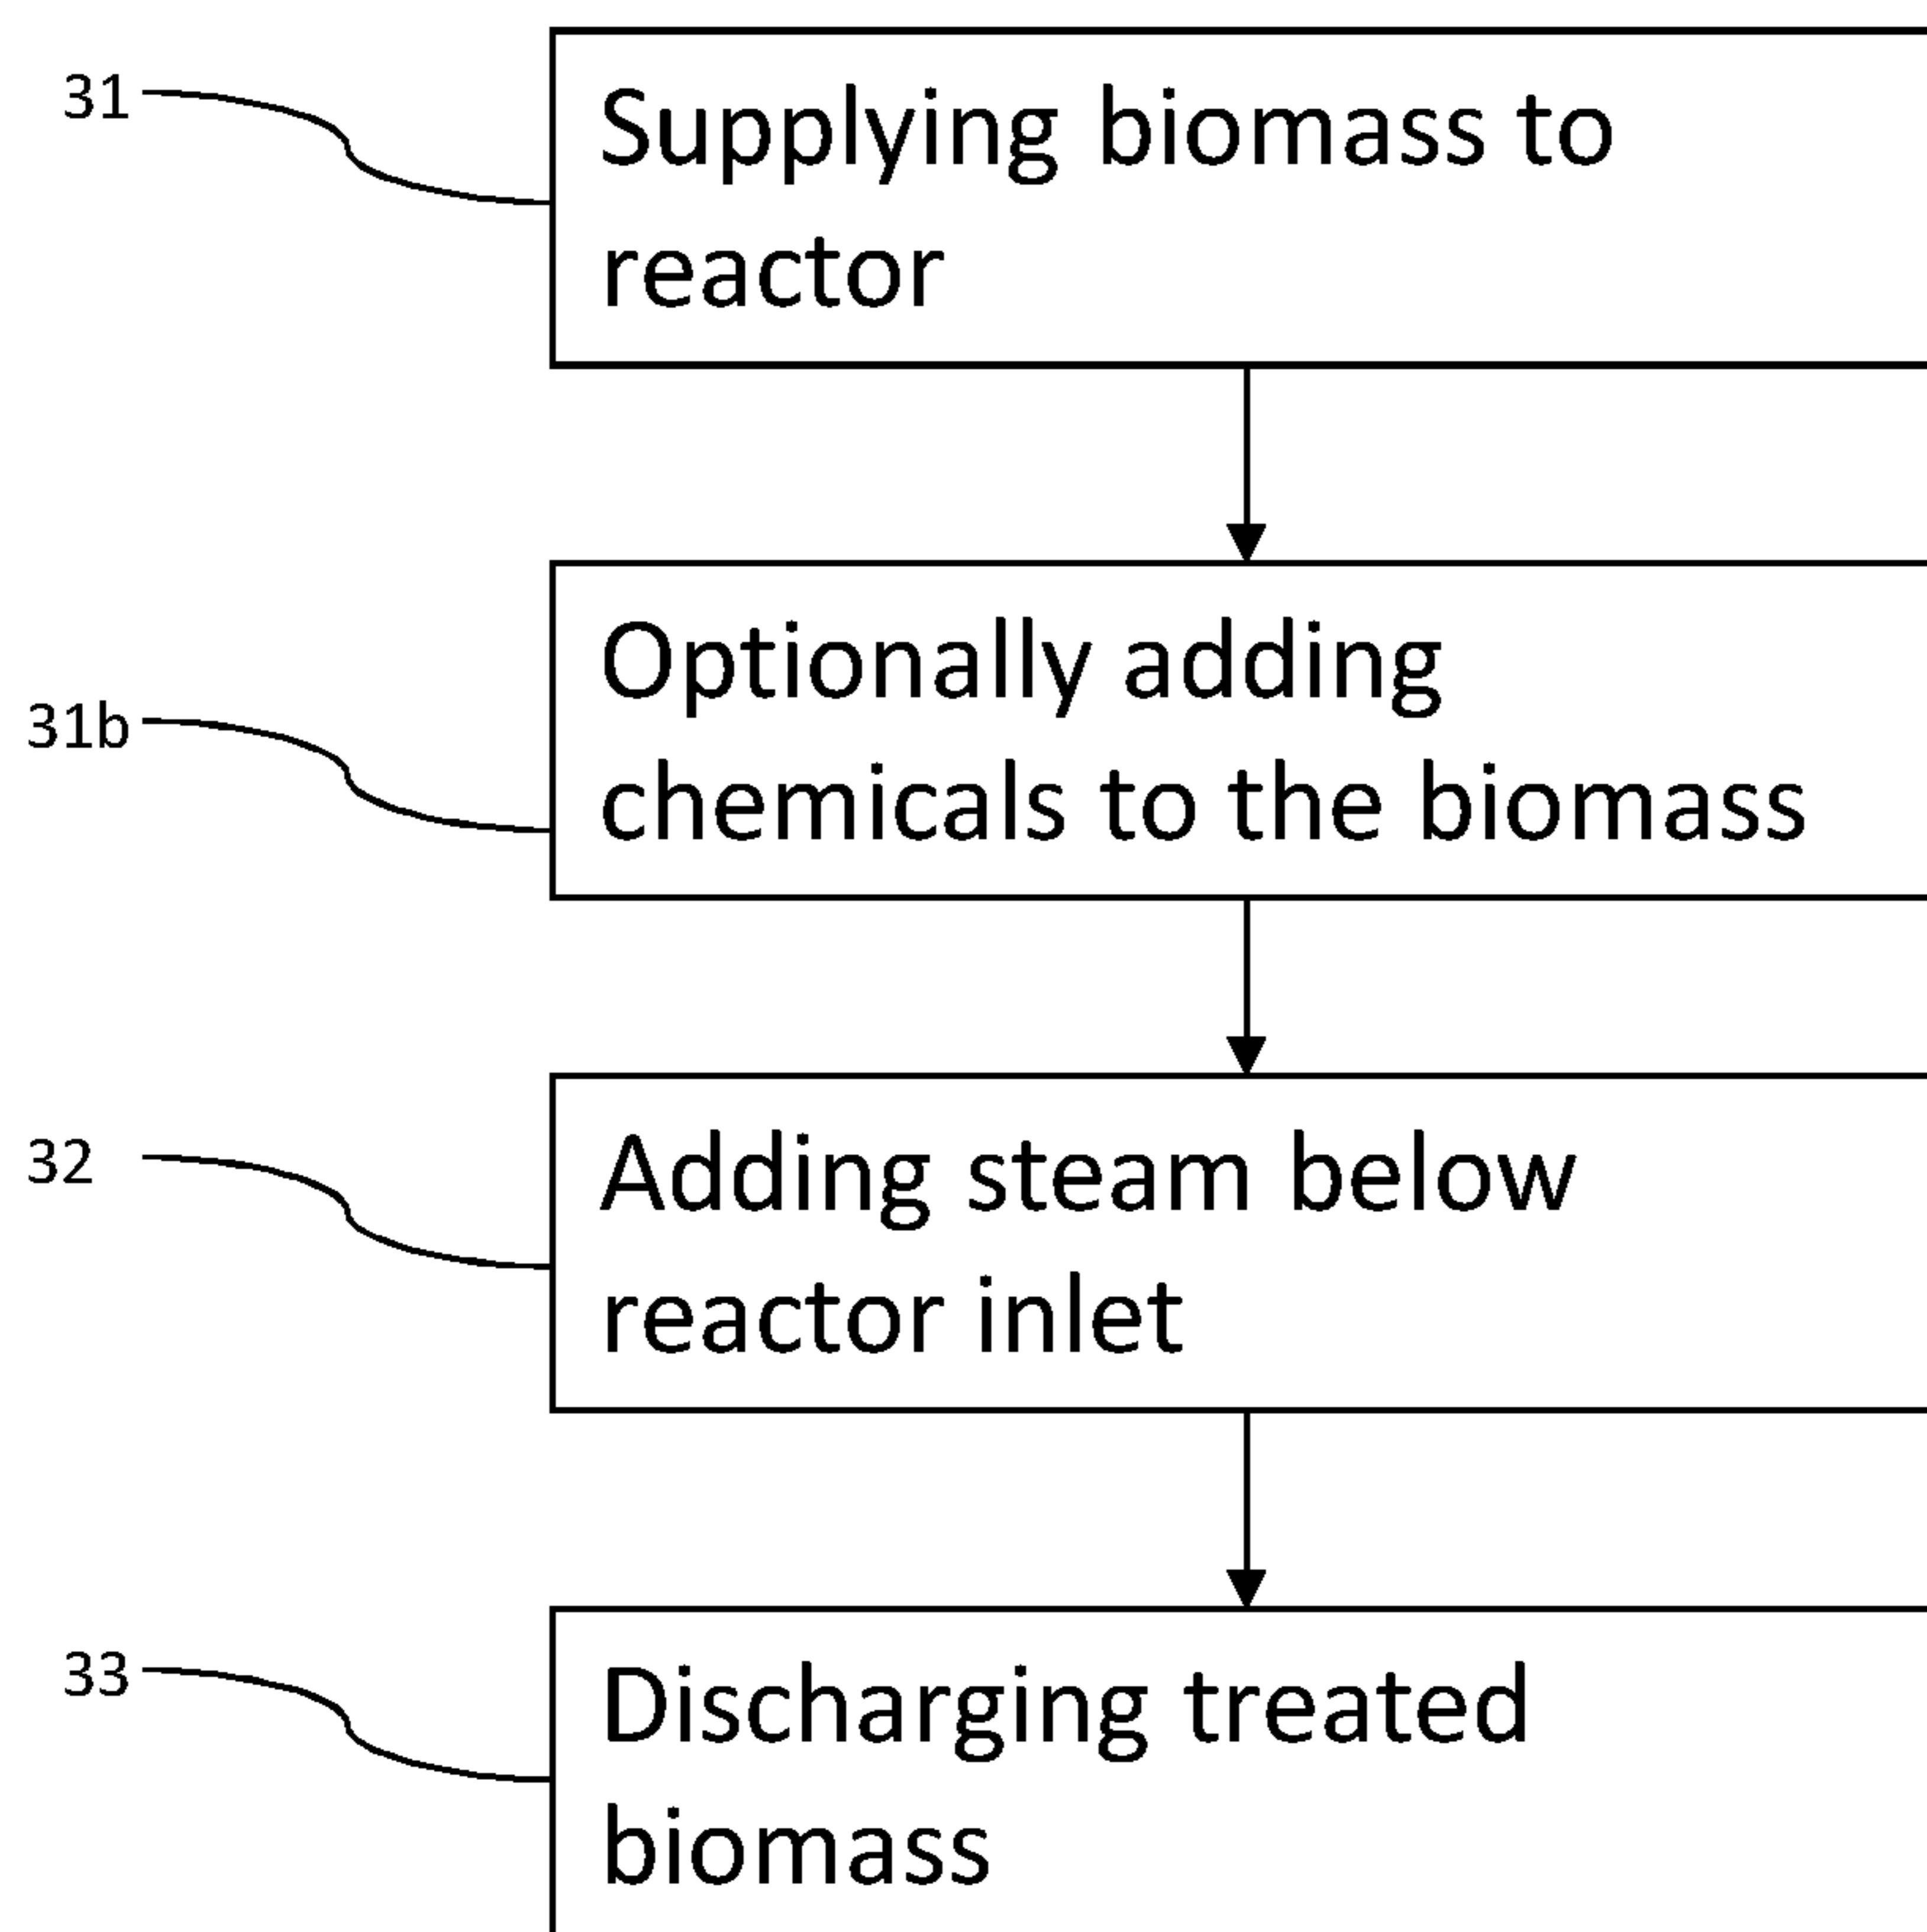 31
Supplying biomass to
reactor
31b
Optionally adding
chemicals to the biomass
32
Adding steam below
reactor inlet
33
Discharging treated
biomass